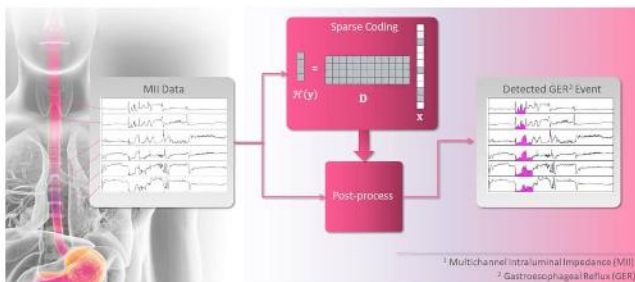 Sparse Coding
MII Data
ℋ(y)
=
D
x
Detected GER² Event
Post-process
¹ Multichannel Intraluminal Impedance (MII)
² Gastroesophageal Reflux (GER)